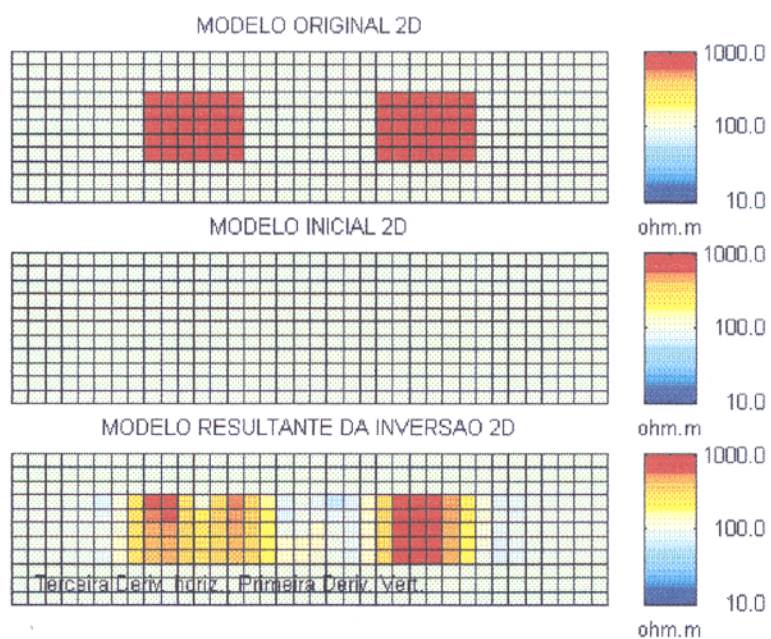 MODELO ORIGINAL 2D
1000.0
100.0
10.0
ohm.m
MODELO INICIAL 2D
1000.0
100.0
10.0
ohm.m
MODELO RESULTANTE DA INVERSAO 2D
1000.0
100.0
10.0
ohm.m
Terceira Deriv. horiz., Primeira Deriv. Vert.